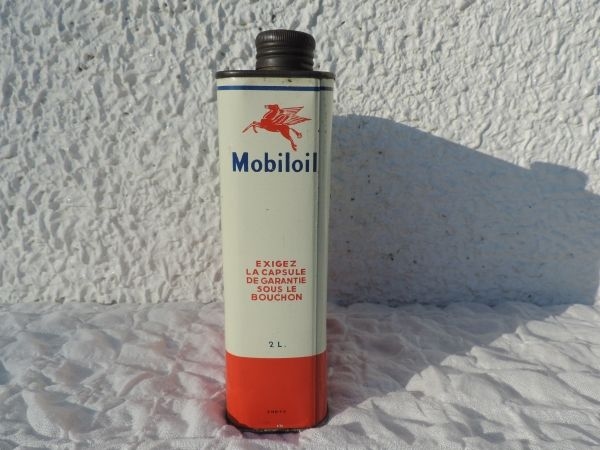 Mobiloil
EXIGEZ
LA CAPSULE
DE GARANTIE
SOUS LE
BOUCHON
2 L.